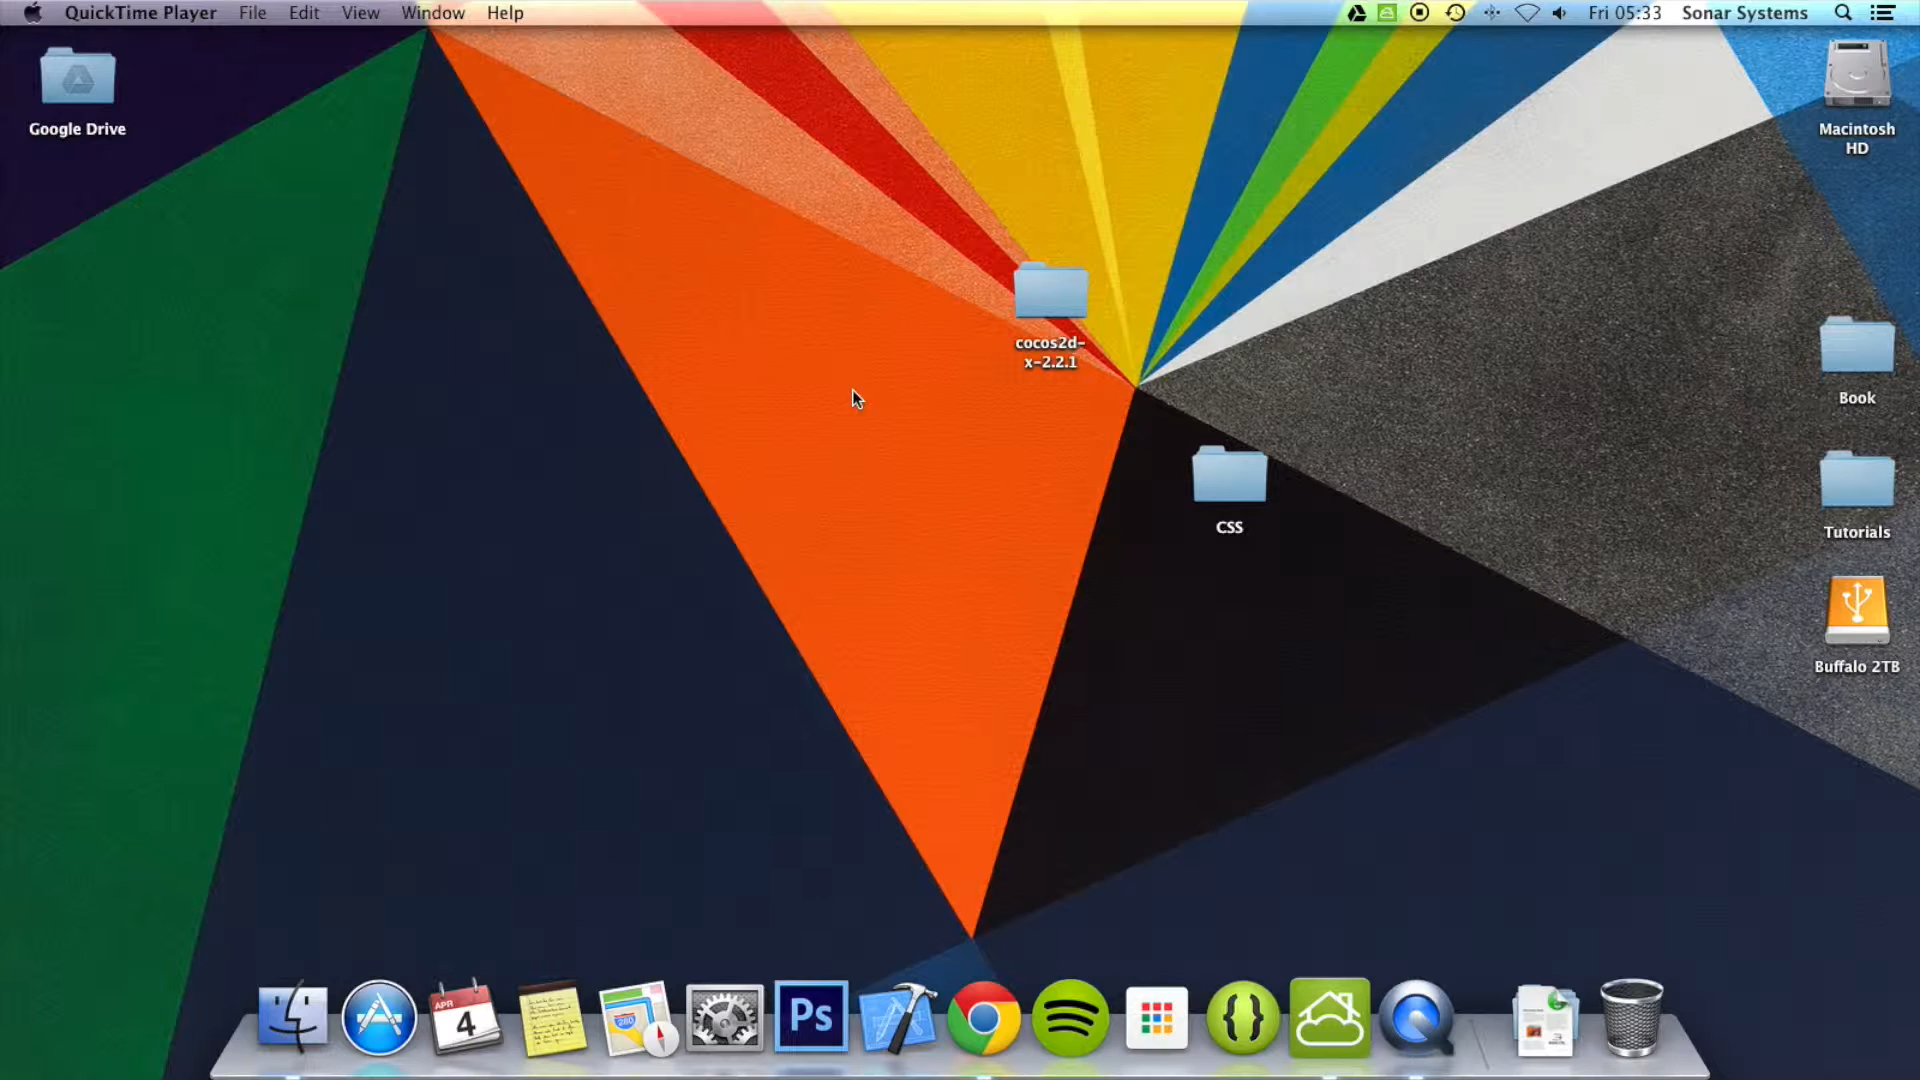 QuickTime Player File Edit View Window Help Fri 05:33 Sonar Systems
Google Drive
Macintosh
HD
cocos2d-
x-2.2.1
Book
CSS
Tutorials
Buffalo 2TB
APR
4
280
Ps
{}